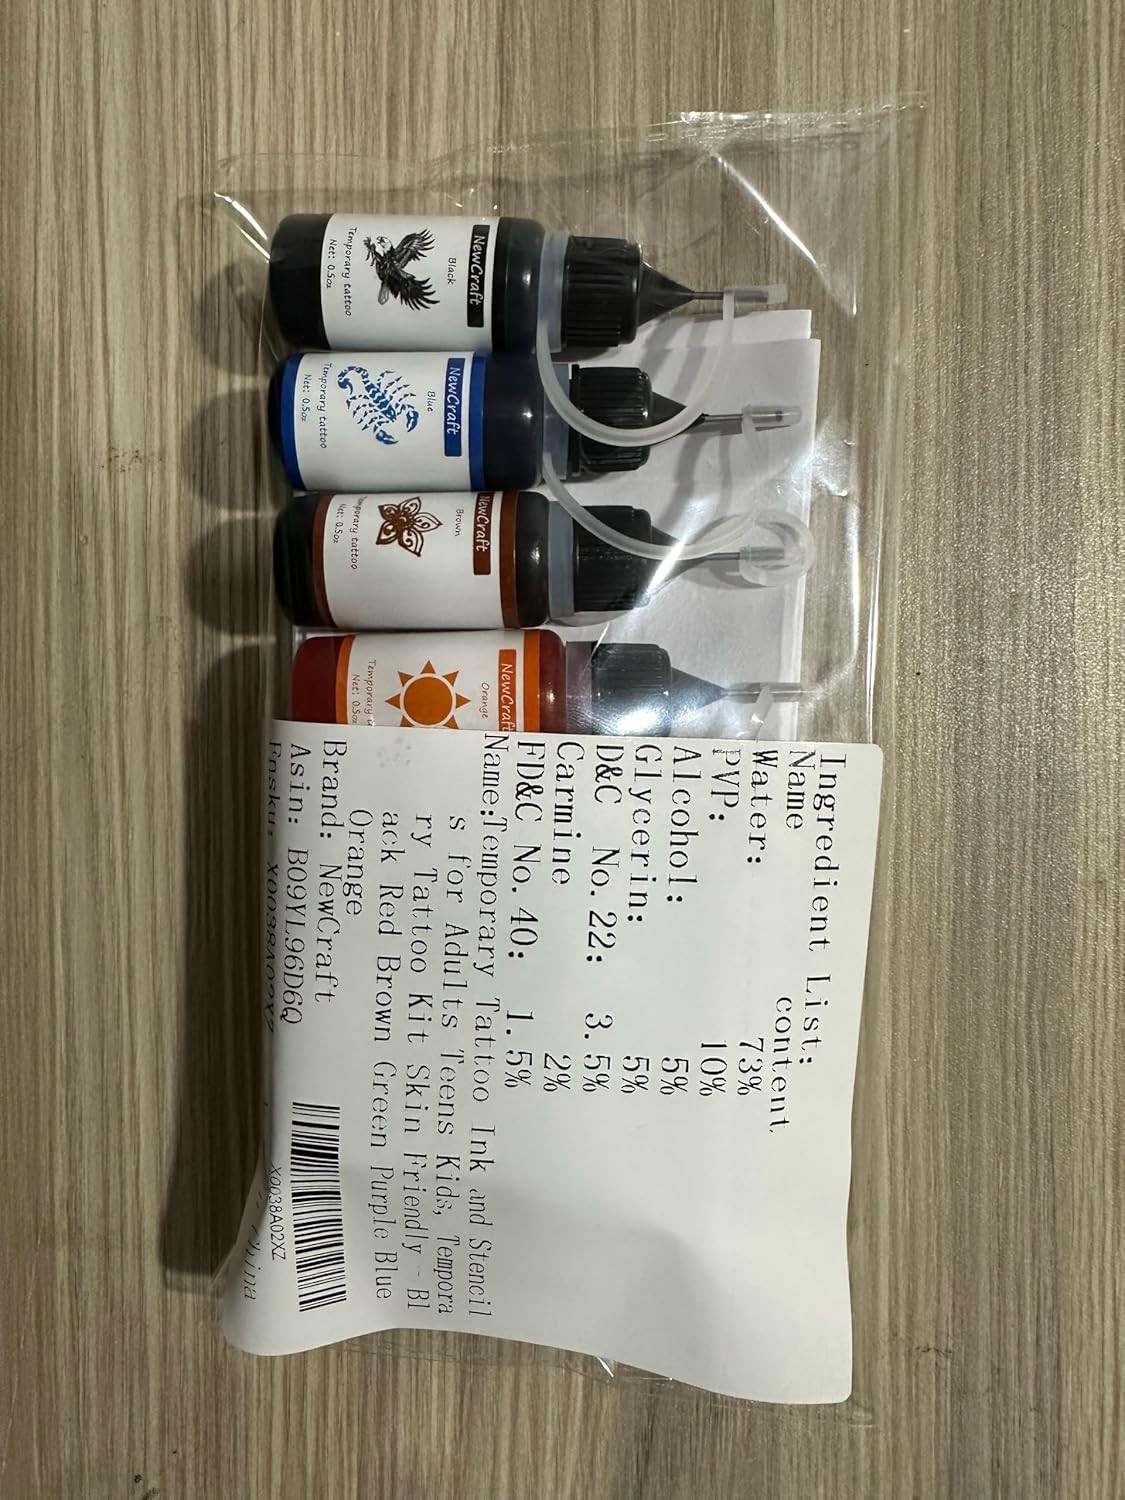 NewCraft
Black
Temporary tattoo
Net: 0.5oz
NewCraft
Blue
Temporary tattoo
Net: 0.5oz
NewCraft
Brown
Temporary tattoo
Net: 0.5oz
NewCraft
Orange
Temporary
Net: 0.5oz
Ingredient List:
Name content
Water: 73%
PVP: 10%
Alcohol: 5%
Glycerin: 5%
D&C No. 22: 3.5%
Carmine 2%
FD&C No. 40: 1.5%
Name:Temporary Tattoo Ink and Stencil
s for Adults Teens Kids, Tempora
ry Tattoo Kit Skin Friendly - Bl
ack Red Brown Green Purple Blue
Orange
Brand: NewCraft
Asin: B09YL96D6Q
Fnsku: X0038A02XZ
X0038A02XZ
China